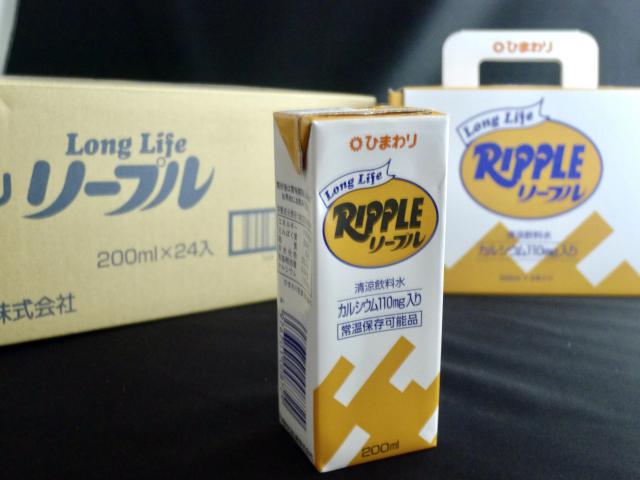 Long Life
リープル
200ml×24入
株式会社
ひまわり
Long Life
RIPPLE
リープル
清涼飲料水
カルシウム110mg入り
常温保存可能品
200ml
ひまわり
Long Life
RIPPLE
リープル
清涼飲料水
カルシウム110mg入り